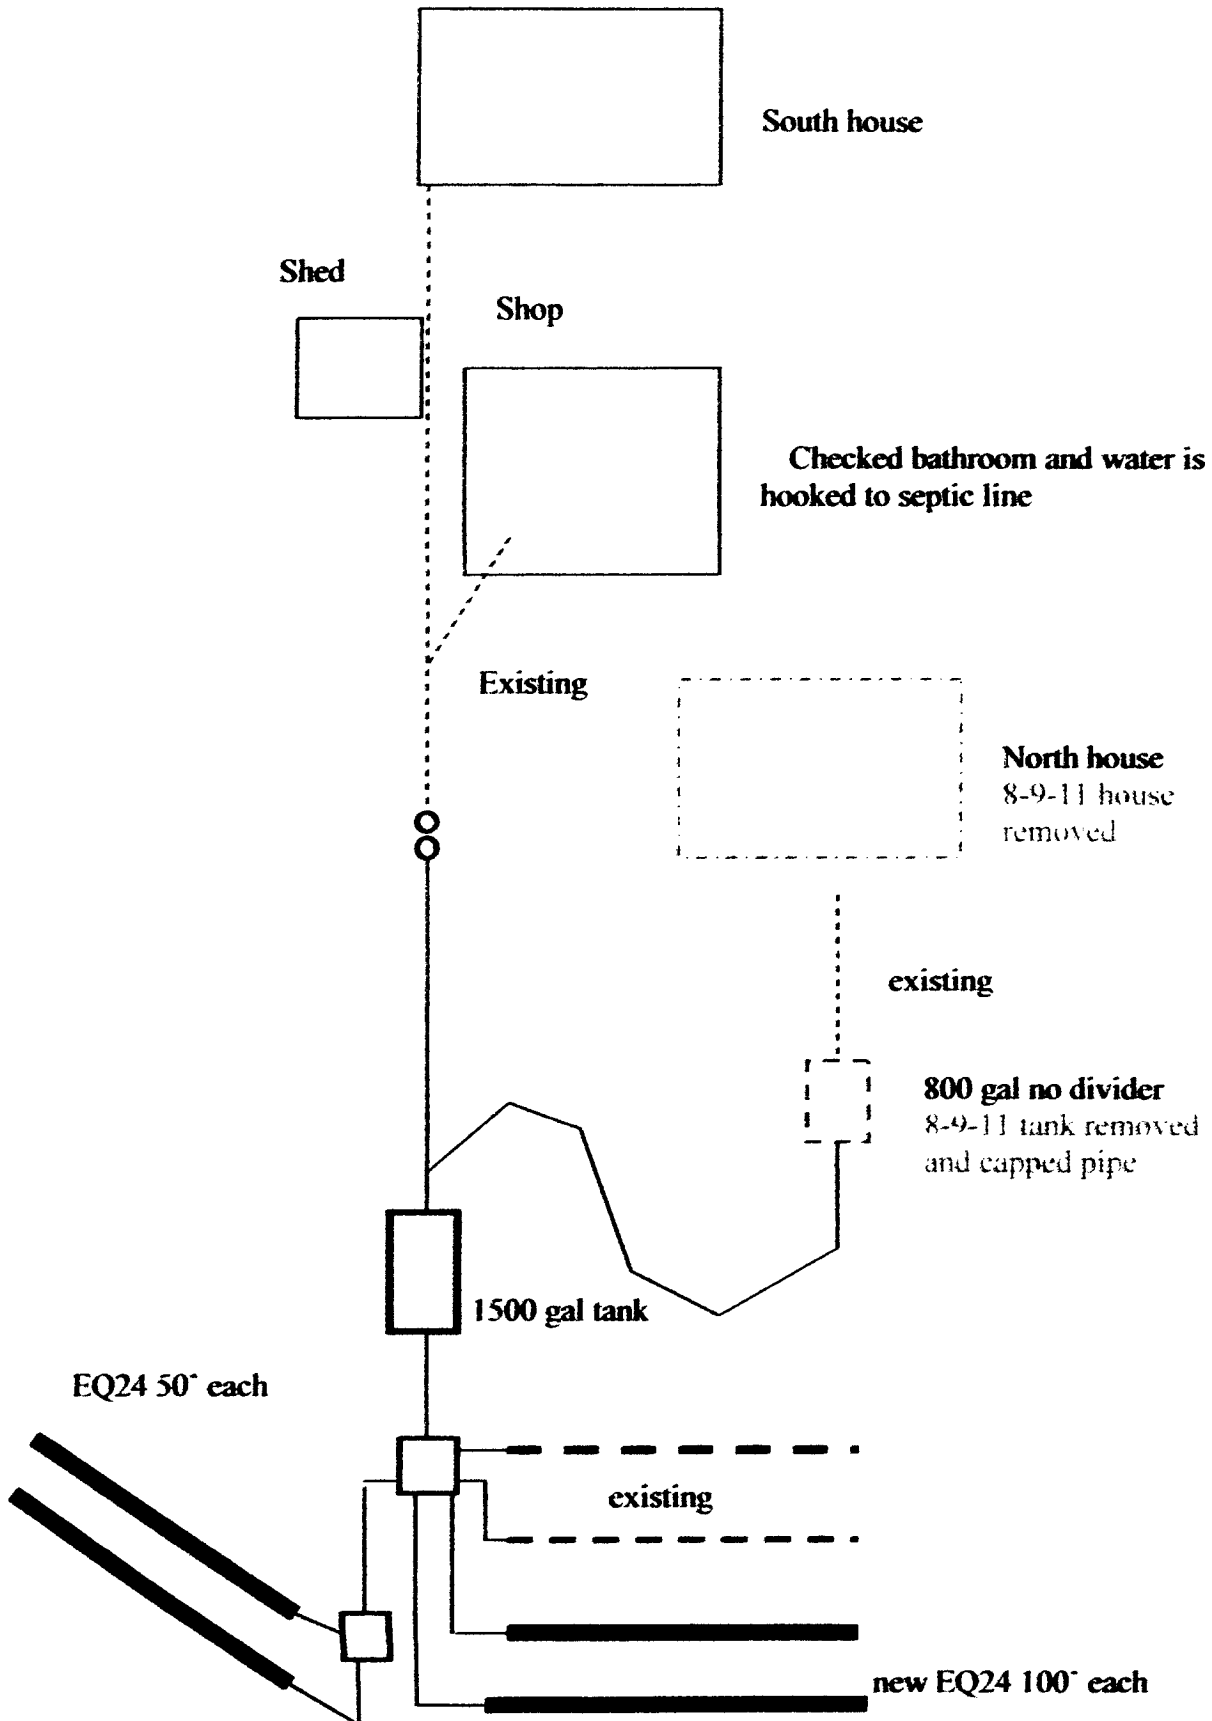 South house
Shed
Shop
Checked bathroom and water is
hooked to septic line
Existing
North house
8-9-11 house
removed
existing
800 gal no divider
8-9-11 tank removed
and capped pipe
1500 gal tank
EQ24 50' each
existing
new EQ24 100' each